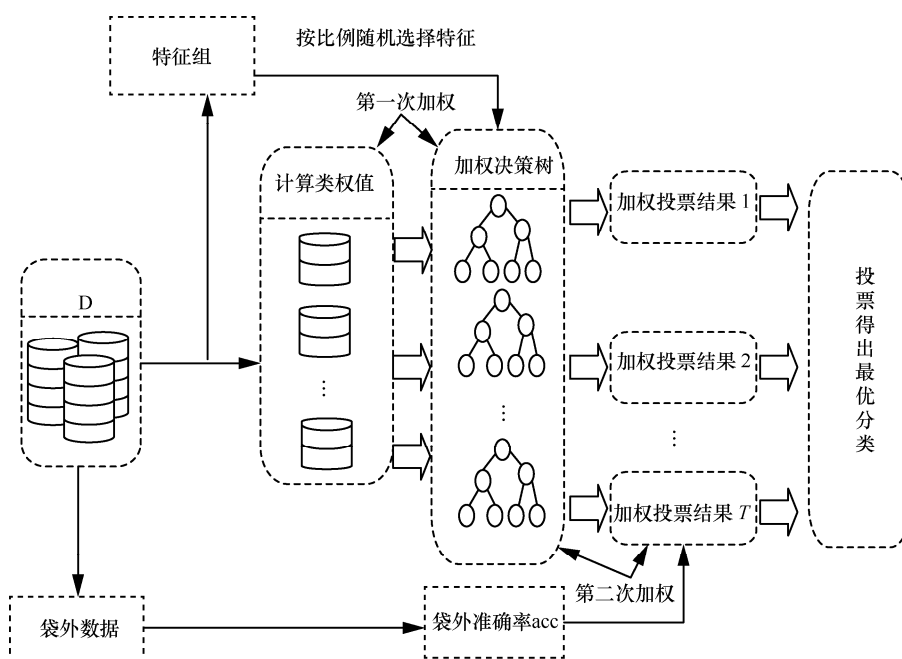 按比例随机选择特征
特征组
第一次加权
计算类权值
加权决策树
加权投票结果 1
D
投票得出最优分类
加权投票结果 2
⋮
⋮
⋮
加权投票结果 T
第二次加权
袋外数据
袋外准确率acc